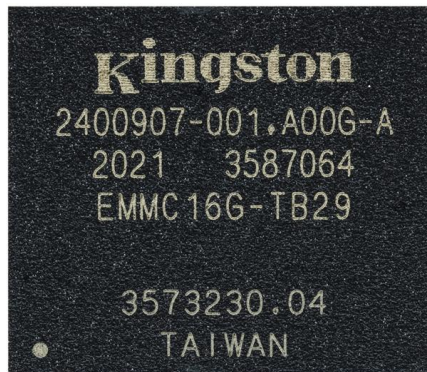 Kingston
2400907-001.A00G-A
2021 3587064
EMMC16G-TB29
3573230.04
TAIWAN